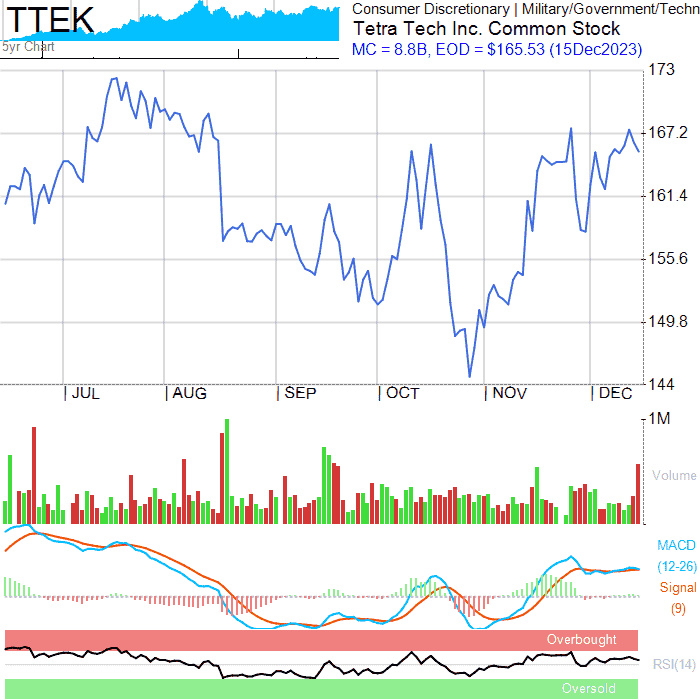 TTEK
5yr Chart
Consumer Discretionary | Military/Government/Techn
Tetra Tech Inc. Common Stock
MC = 8.8B, EOD = $165.53 (15Dec2023)
173
167.2
161.4
155.6
149.8
144
JUL AUG SEP OCT NOV DEC
1M
Volume
MACD
(12-26)
Signal
(9)
Overbought
RSI(14)
Oversold